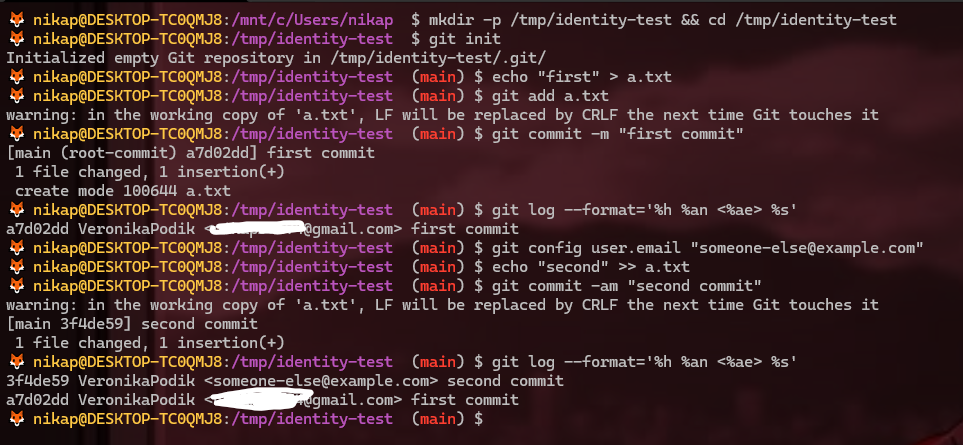 nikap@DESKTOP-TC0QMJ8:/mnt/c/Users/nikap $ mkdir -p /tmp/identity-test && cd /tmp/identity-test
nikap@DESKTOP-TC0QMJ8:/tmp/identity-test $ git init
Initialized empty Git repository in /tmp/identity-test/.git/
nikap@DESKTOP-TC0QMJ8:/tmp/identity-test (main) $ echo "first" > a.txt
nikap@DESKTOP-TC0QMJ8:/tmp/identity-test (main) $ git add a.txt
warning: in the working copy of 'a.txt', LF will be replaced by CRLF the next time Git touches it
nikap@DESKTOP-TC0QMJ8:/tmp/identity-test (main) $ git commit -m "first commit"
[main (root-commit) a7d02dd] first commit
 1 file changed, 1 insertion(+)
 create mode 100644 a.txt
nikap@DESKTOP-TC0QMJ8:/tmp/identity-test (main) $ git log --format='%h %an <%ae> %s'
a7d02dd VeronikaPodik <@gmail.com> first commit
nikap@DESKTOP-TC0QMJ8:/tmp/identity-test (main) $ git config user.email "someone-else@example.com"
nikap@DESKTOP-TC0QMJ8:/tmp/identity-test (main) $ echo "second" >> a.txt
nikap@DESKTOP-TC0QMJ8:/tmp/identity-test (main) $ git commit -am "second commit"
warning: in the working copy of 'a.txt', LF will be replaced by CRLF the next time Git touches it
[main 3f4de59] second commit
 1 file changed, 1 insertion(+)
nikap@DESKTOP-TC0QMJ8:/tmp/identity-test (main) $ git log --format='%h %an <%ae> %s'
3f4de59 VeronikaPodik <someone-else@example.com> second commit
a7d02dd VeronikaPodik <@gmail.com> first commit
nikap@DESKTOP-TC0QMJ8:/tmp/identity-test (main) $